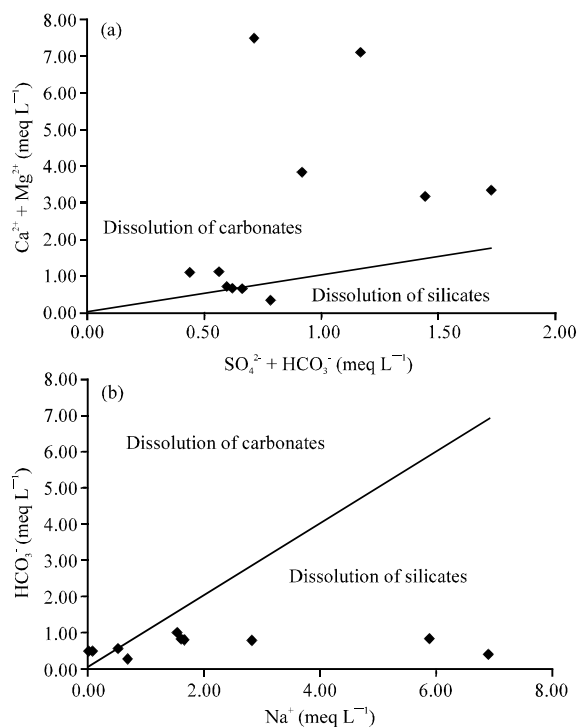 (a)
8.00
7.00
6.00
5.00
4.00
3.00
2.00
1.00
0.00
Ca²⁺ + Mg²⁺ (meq L⁻¹)
Dissolution of carbonates
Dissolution of silicates
0.00 0.50 1.00 1.50 2.00
SO₄²⁻ + HCO₃⁻ (meq L⁻¹)
(b)
8.00
7.00
6.00
5.00
4.00
3.00
2.00
1.00
0.00
HCO₃⁻ (meq L⁻¹)
Dissolution of carbonates
Dissolution of silicates
0.00 2.00 4.00 6.00 8.00
Na⁺ (meq L⁻¹)